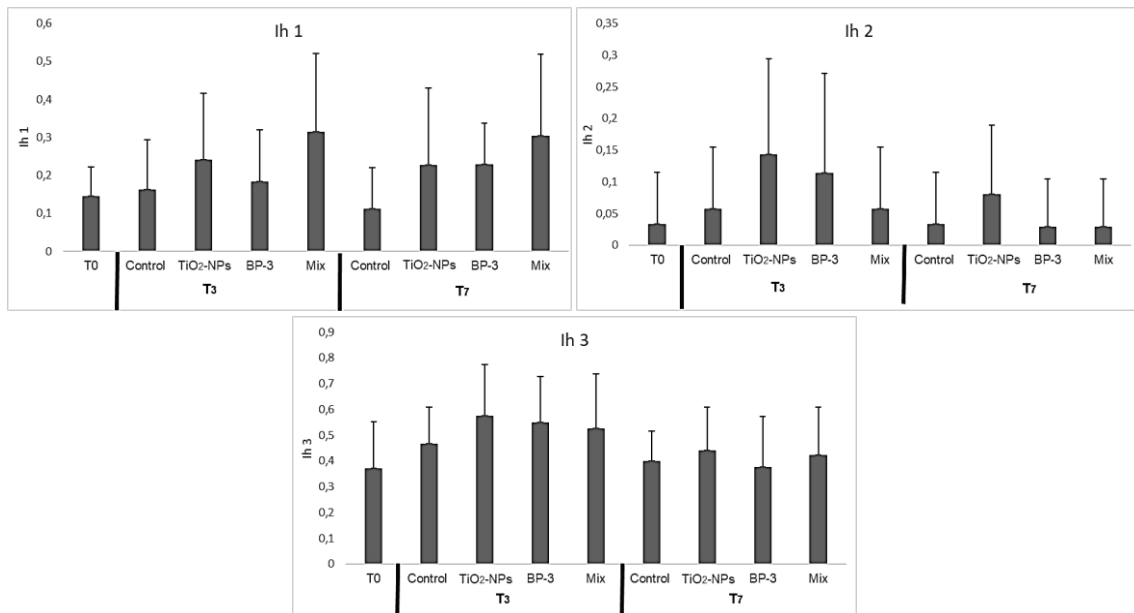 Ih 1
0,6
0,5
0,4
0,3
0,2
0,1
0
Ih 1
T0 Control TiO2-NPs BP-3 Mix Control TiO2-NPs BP-3 Mix
T3 T7
Ih 2
0,35
0,3
0,25
0,2
0,15
0,1
0,05
0
Ih 2
T0 Control TiO2-NPs BP-3 Mix Control TiO2-NPs BP-3 Mix
T3 T7
Ih 3
0,9
0,8
0,7
0,6
0,5
0,4
0,3
0,2
0,1
0
Ih 3
T0 Control TiO2-NPs BP-3 Mix Control TiO2-NPs BP-3 Mix
T3 T7